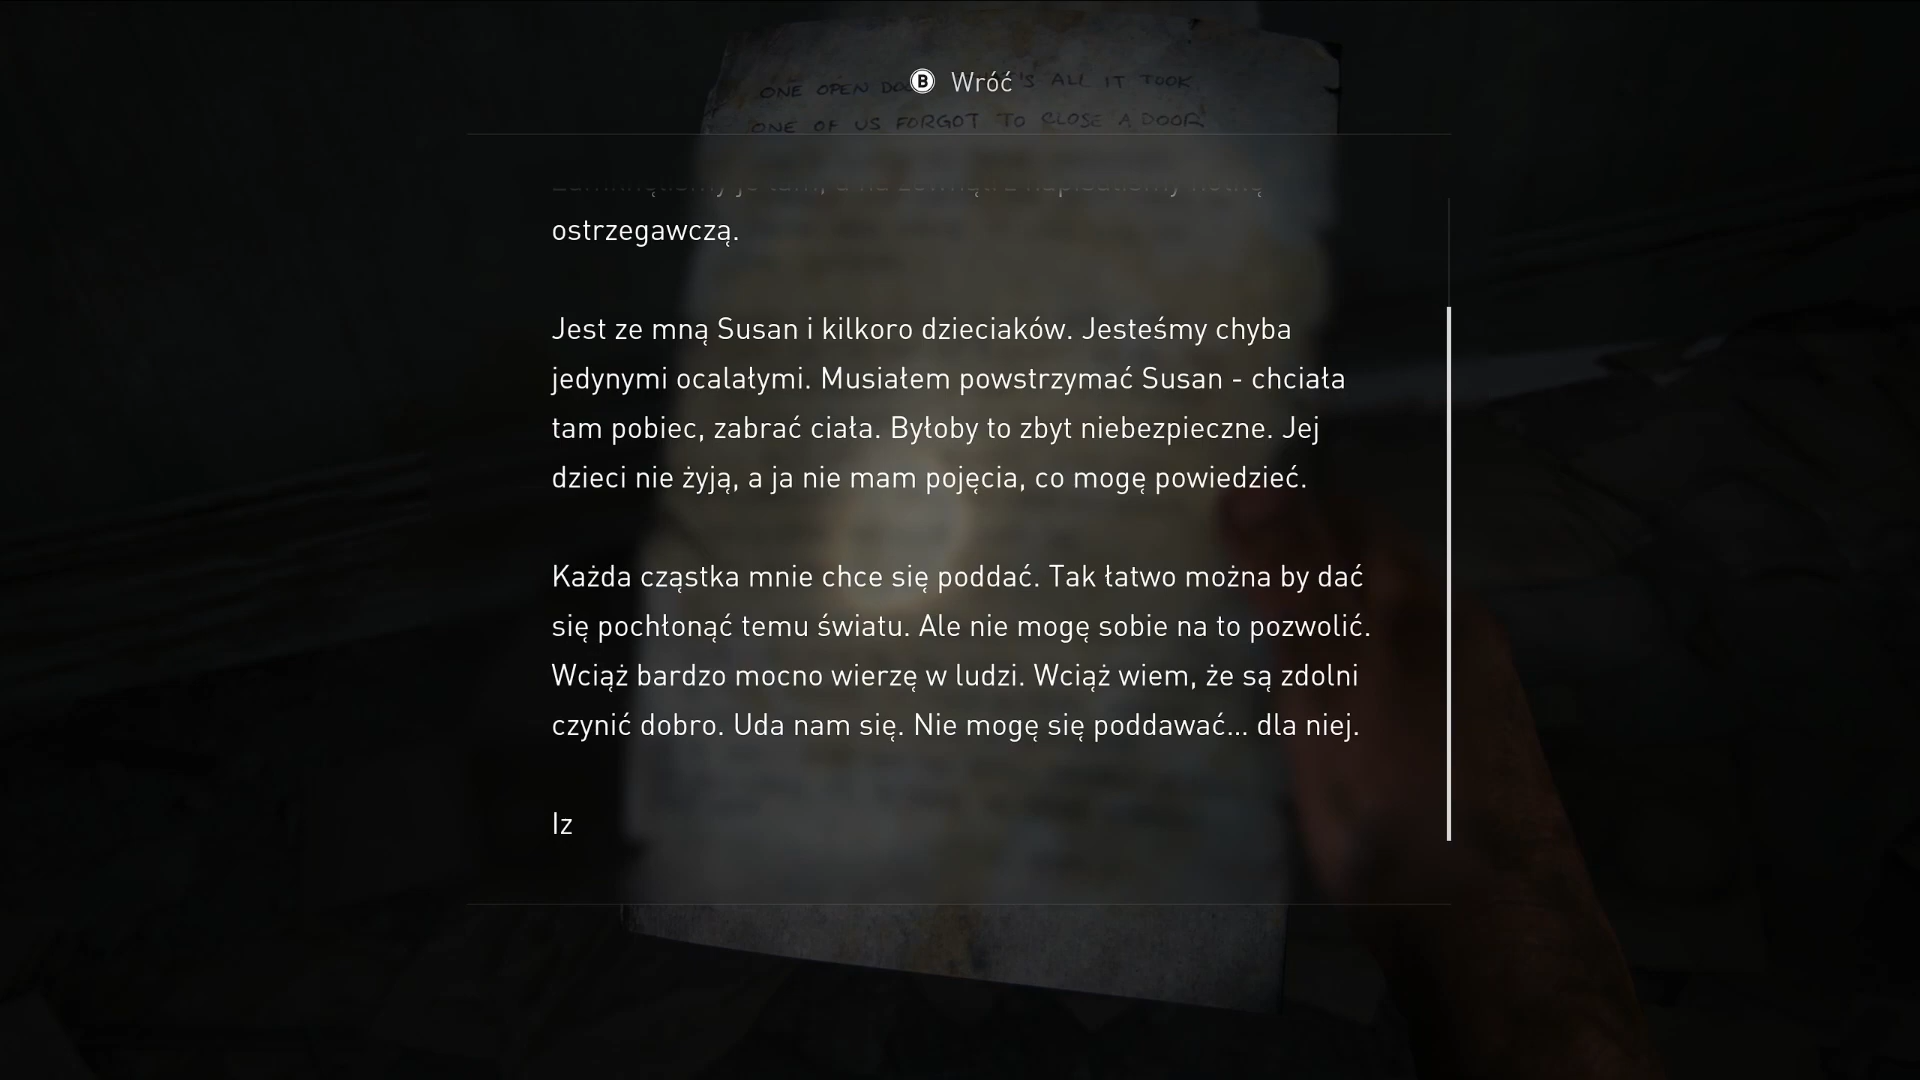 ONE OPEN 'S ALL IT TOOK
B Wróć
ONE OF US FORGOT TO CLOSE A DOOR
ostrzegawczą.
Jest ze mną Susan i kilkoro dzieciaków. Jesteśmy chyba
jedynymi ocalałymi. Musiałem powstrzymać Susan - chciała
tam pobiec, zabrać ciała. Byłoby to zbyt niebezpieczne. Jej
dzieci nie żyją, a ja nie mam pojęcia, co mogę powiedzieć.
Każda cząstka mnie chce się poddać. Tak łatwo można by dać
się pochłonąć temu światu. Ale nie mogę sobie na to pozwolić.
Wciąż bardzo mocno wierzę w ludzi. Wciąż wiem, że są zdolni
czynić dobro. Uda nam się. Nie mogę się poddawać... dla niej.
Iz